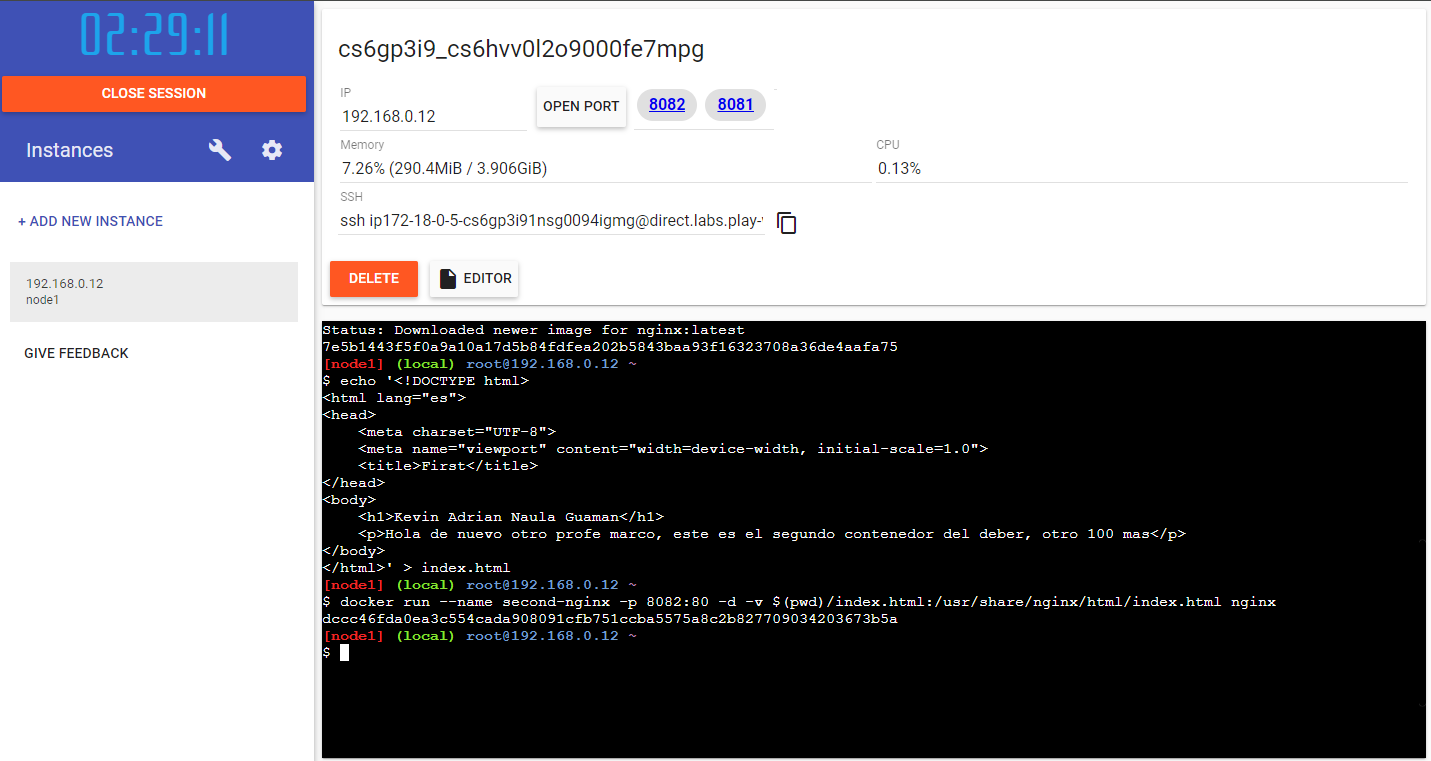 02:29:11
CLOSE SESSION
Instances
+ ADD NEW INSTANCE
192.168.0.12
node1
GIVE FEEDBACK
cs6gp3i9_cs6hvv0l2o9000fe7mpg
IP
192.168.0.12
OPEN PORT
8082
8081
Memory
7.26% (290.4MiB / 3.906GiB)
CPU
0.13%
SSH
ssh ip172-18-0-5-cs6gp3i91nsg0094igmg@direct.labs.play-
DELETE
EDITOR
Status: Downloaded newer image for nginx:latest
7e5b1443f5f0a9a10a17d5b84fdfea202b5843baa93f16323708a36de4aafa75
[node1] (local) root@192.168.0.12 ~
$ echo '<!DOCTYPE html>
<html lang="es">
<head>
    <meta charset="UTF-8">
    <meta name="viewport" content="width=device-width, initial-scale=1.0">
    <title>First</title>
</head>
<body>
    <h1>Kevin Adrian Naula Guaman</h1>
    <p>Hola de nuevo otro profe marco, este es el segundo contenedor del deber, otro 100 mas</p>
</body>
</html>' > index.html
[node1] (local) root@192.168.0.12 ~
$ docker run --name second-nginx -p 8082:80 -d -v $(pwd)/index.html:/usr/share/nginx/html/index.html nginx
dccc46fda0ea3c554cada908091cfb751ccba5575a8c2b827709034203673b5a
[node1] (local) root@192.168.0.12 ~
$